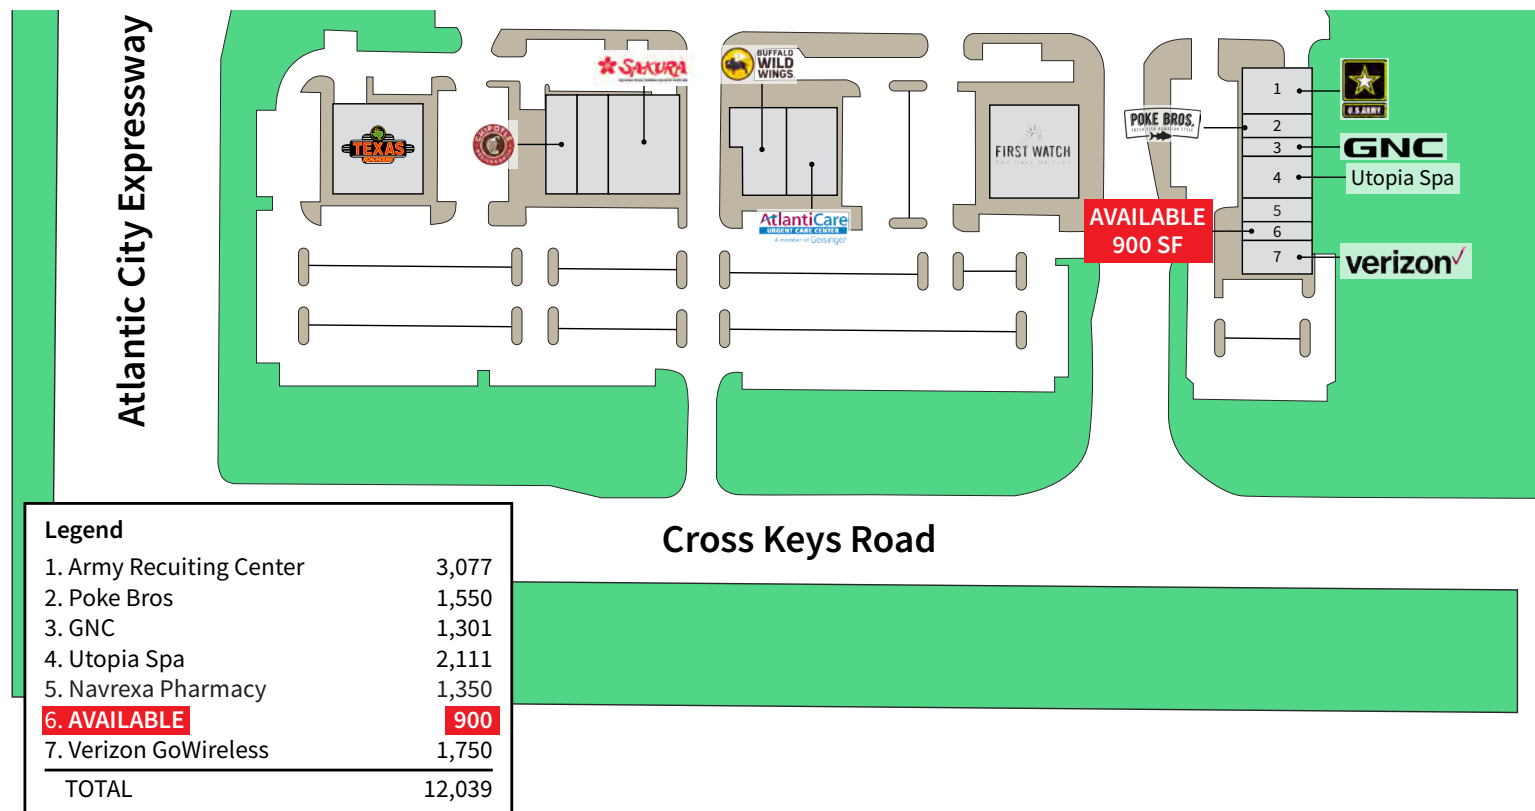 Atlantic City Expressway
TEXAS
ROADHOUSE
SAKURA
CHIPOTLE
BUFFALO
WILD
WINGS
AtlantiCare
URGENT CARE CENTER
A member of Geisinger
FIRST WATCH
POKE BROS.
1
2
3
4
5
6
7
U.S.ARMY
GNC
Utopia Spa
AVAILABLE
900 SF
verizon
Cross Keys Road
Legend
1. Army Recuiting Center 3,077
2. Poke Bros 1,550
3. GNC 1,301
4. Utopia Spa 2,111
5. Navrexa Pharmacy 1,350
6. AVAILABLE 900
7. Verizon GoWireless 1,750
TOTAL 12,039